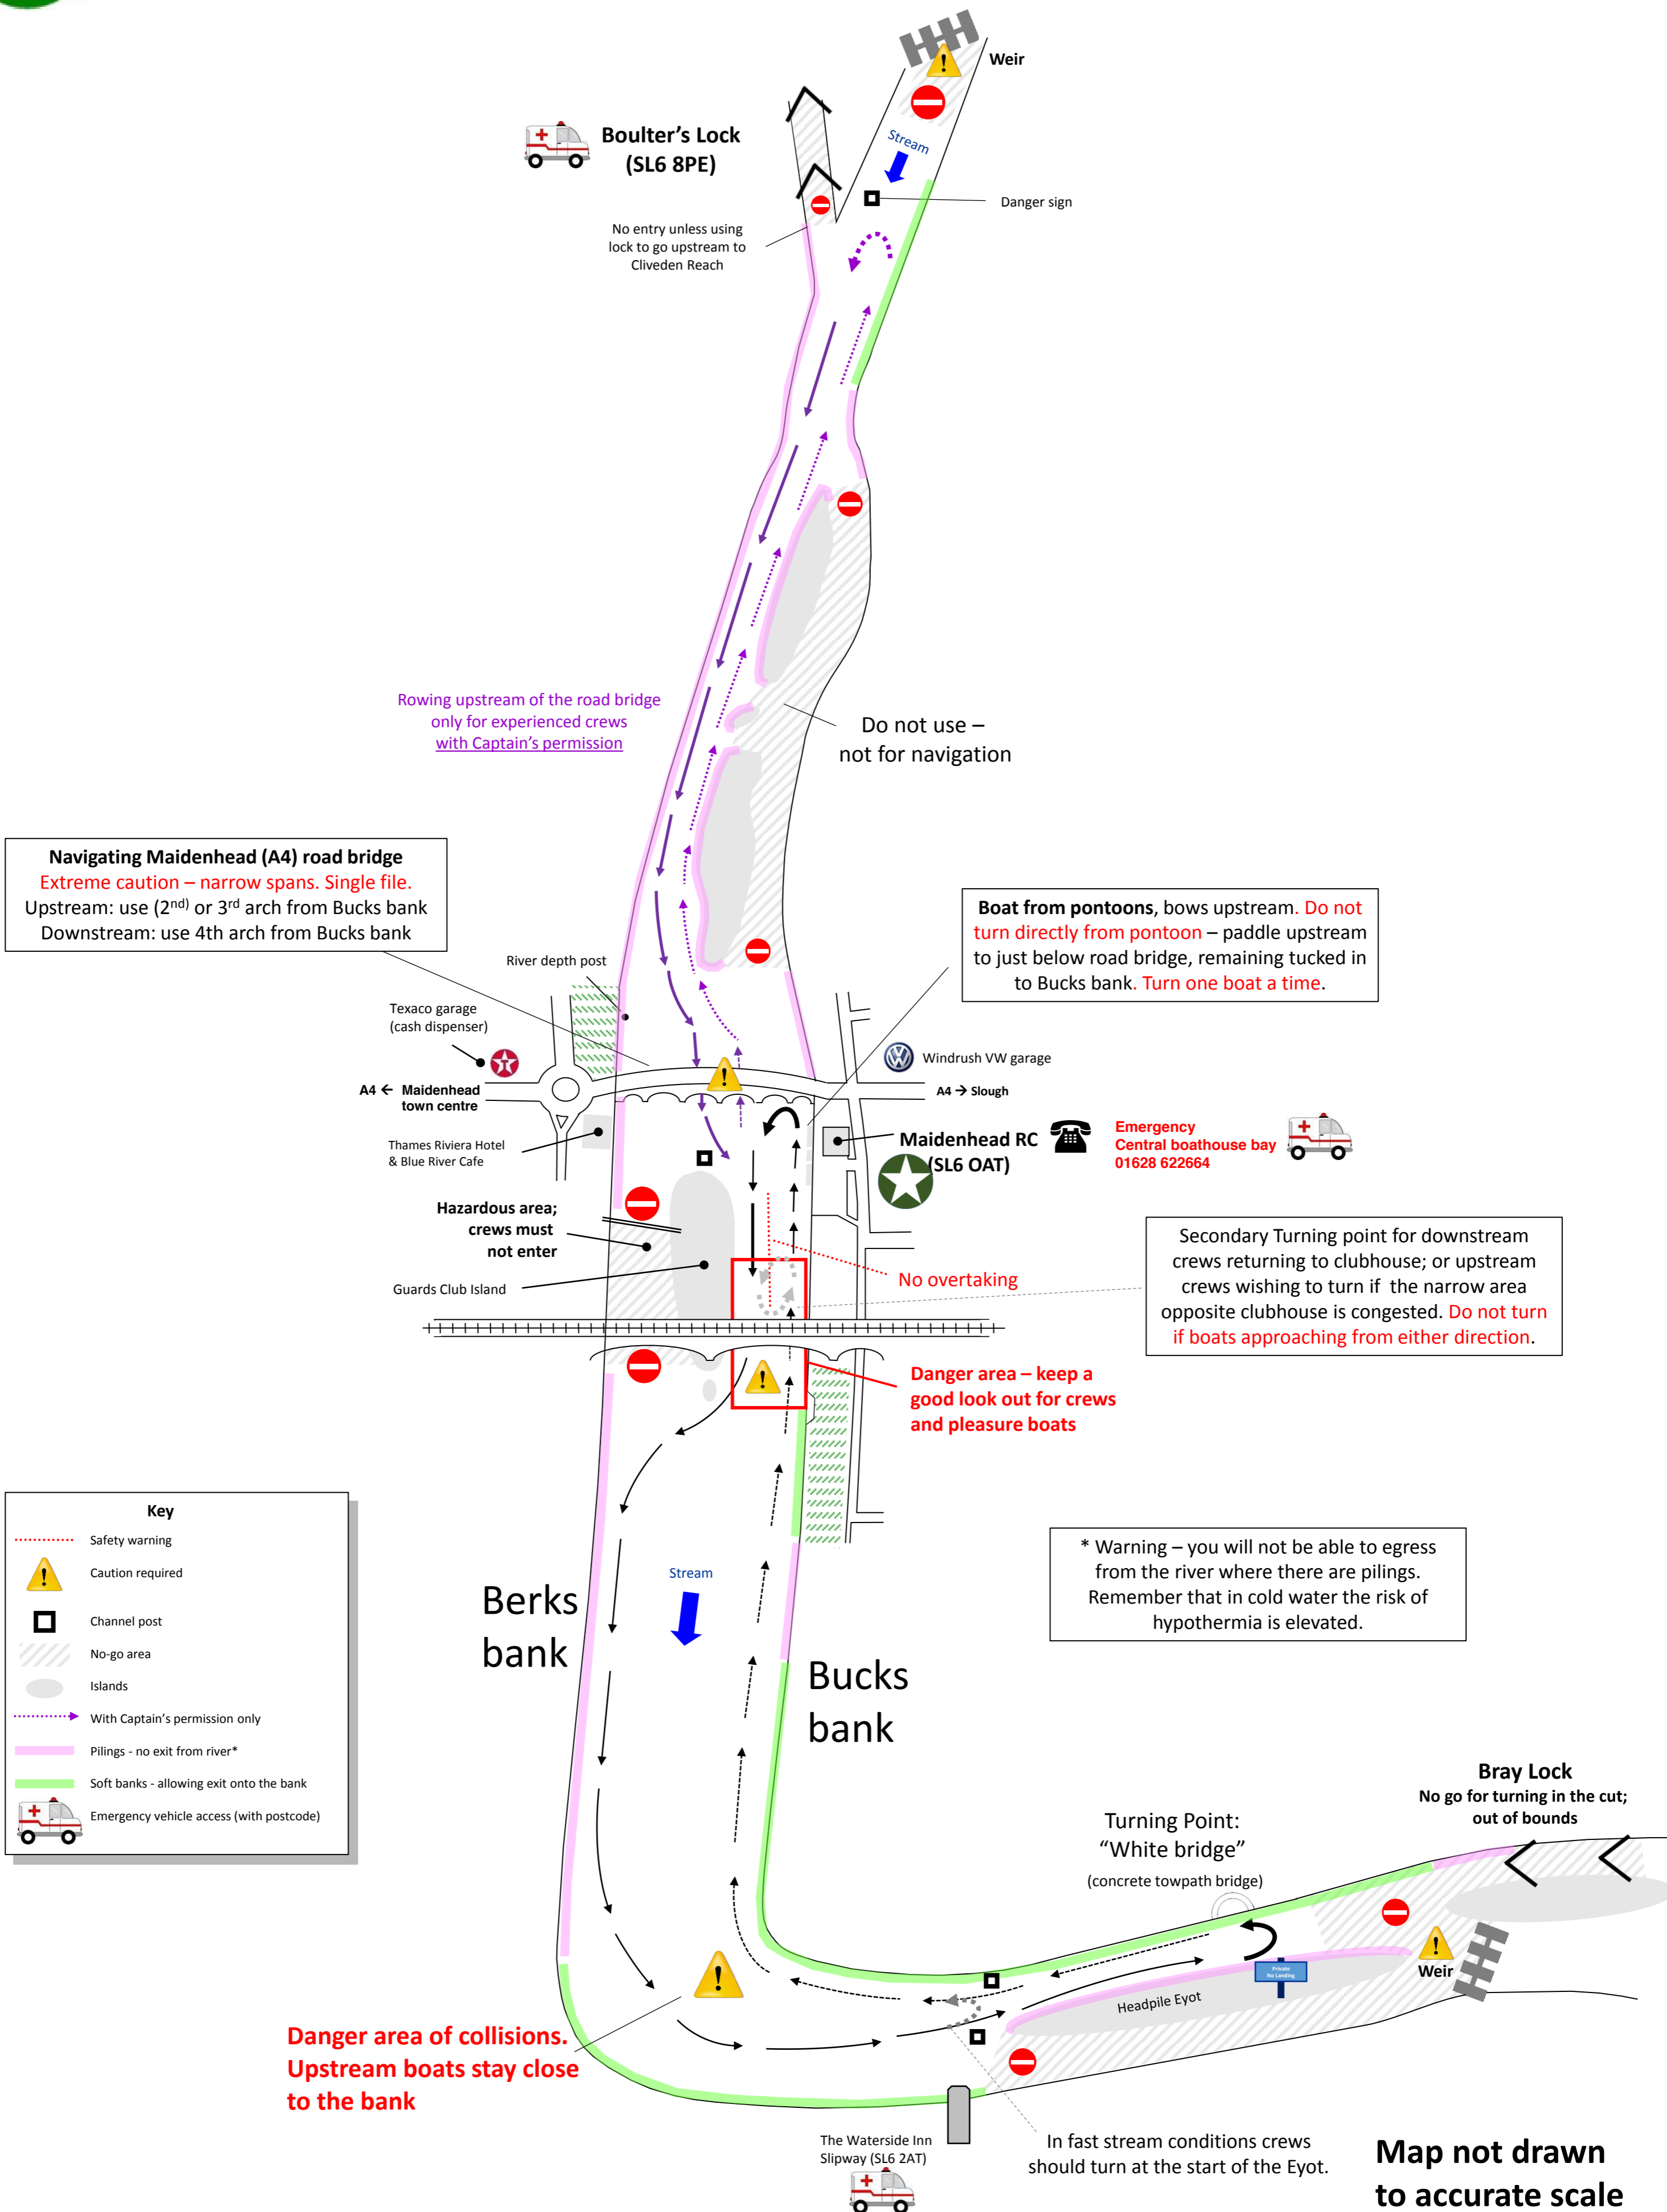 Weir
Boulter's Lock
(SL6 8PE)
Stream
Danger sign
No entry unless using
lock to go upstream to
Cliveden Reach
Rowing upstream of the road bridge
only for experienced crews
with Captain's permission
Do not use –
not for navigation
Navigating Maidenhead (A4) road bridge
Extreme caution – narrow spans. Single file.
Upstream: use (2nd) or 3rd arch from Bucks bank
Downstream: use 4th arch from Bucks bank
Boat from pontoons, bows upstream. Do not
turn directly from pontoon – paddle upstream
to just below road bridge, remaining tucked in
to Bucks bank. Turn one boat a time.
River depth post
Texaco garage
(cash dispenser)
T
Windrush VW garage
A4 ← Maidenhead
town centre
A4 → Slough
Thames Riviera Hotel
& Blue River Cafe
Maidenhead RC
(SL6 OAT)
Emergency
Central boathouse bay
01628 622664
Hazardous area;
crews must
not enter
Guards Club Island
No overtaking
Secondary Turning point for downstream
crews returning to clubhouse; or upstream
crews wishing to turn if the narrow area
opposite clubhouse is congested. Do not turn
if boats approaching from either direction.
Danger area – keep a
good look out for crews
and pleasure boats
Key
Safety warning
Caution required
Channel post
No-go area
Islands
With Captain's permission only
Pilings - no exit from river*
Soft banks - allowing exit onto the bank
Emergency vehicle access (with postcode)
Stream
Berks
bank
Bucks
bank
* Warning – you will not be able to egress
from the river where there are pilings.
Remember that in cold water the risk of
hypothermia is elevated.
Bray Lock
No go for turning in the cut;
out of bounds
Turning Point:
"White bridge"
(concrete towpath bridge)
Weir
Private
No Landing
Headpile Eyot
Danger area of collisions.
Upstream boats stay close
to the bank
The Waterside Inn
Slipway (SL6 2AT)
In fast stream conditions crews
should turn at the start of the Eyot.
Map not drawn
to accurate scale